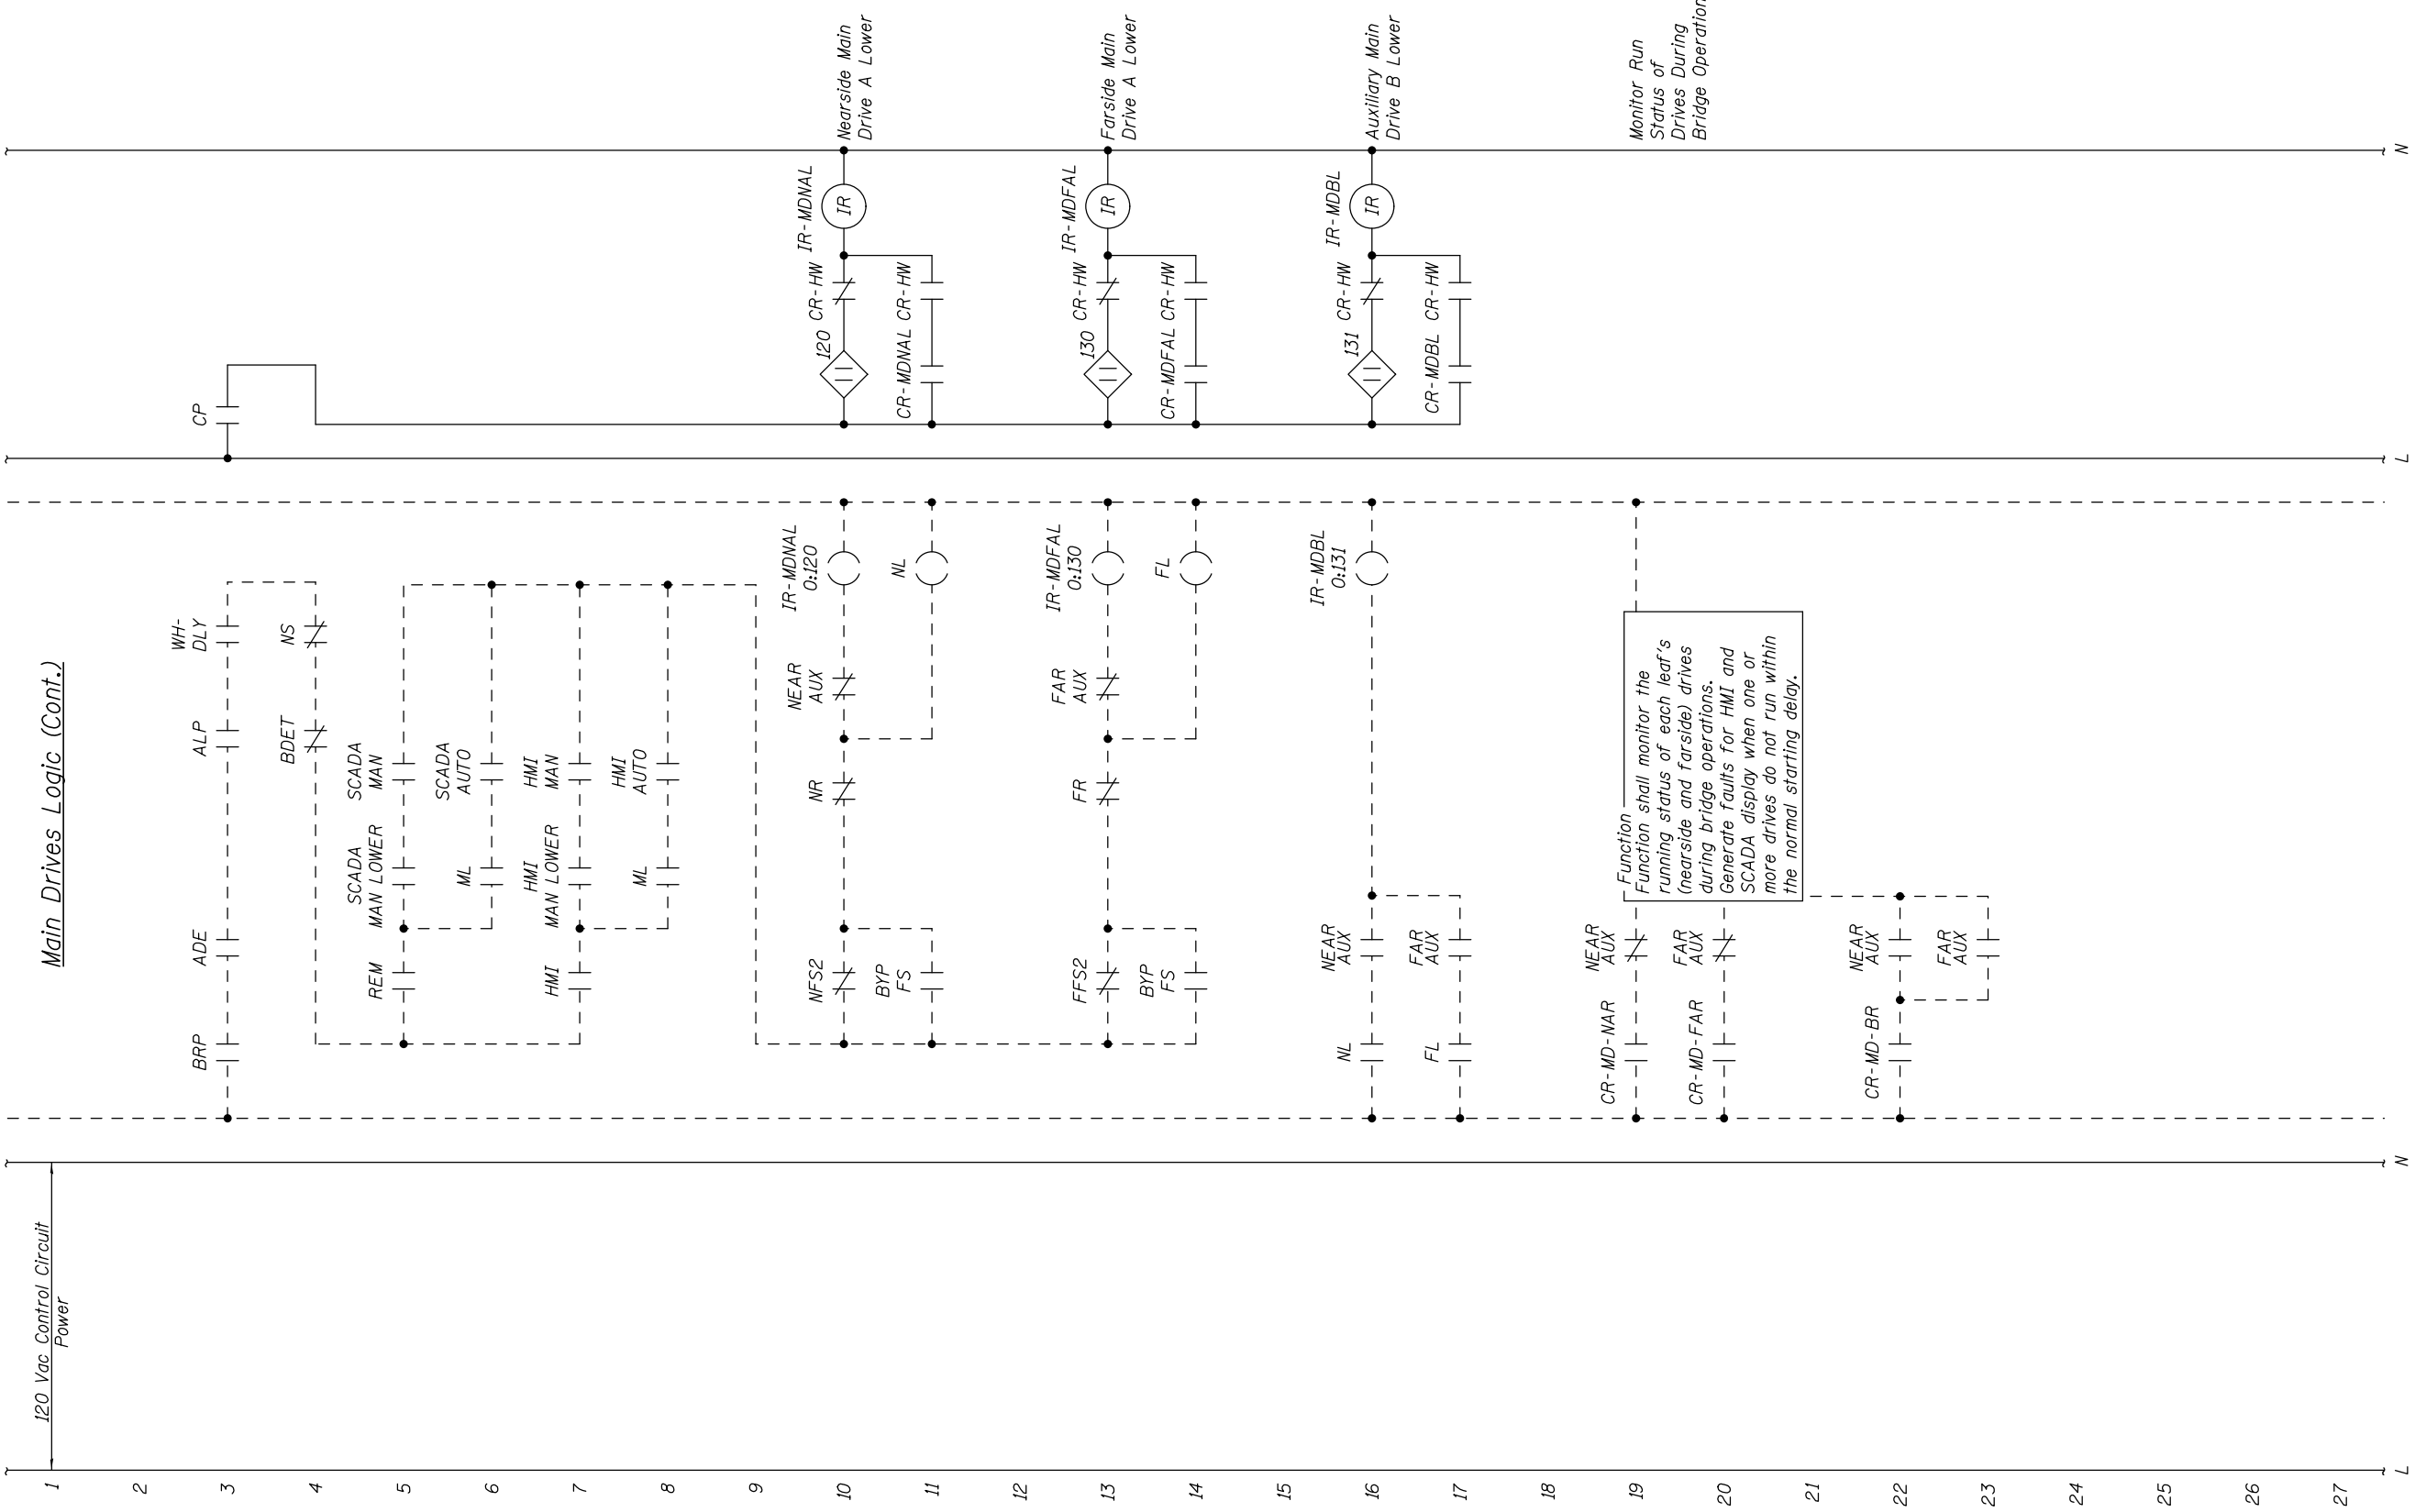 Main Drives Logic (Cont.)
120 Vac Control Circuit
Power
1
2
3
BRP
ADE
ALP
WH-
DLY
CP
4
BDET
NS
5
REM
SCADA
MAN LOWER
SCADA
MAN
6
ML
SCADA
AUTO
7
HMI
HMI
MAN LOWER
HMI
MAN
8
ML
HMI
AUTO
9
10
NFS2
NR
NEAR
AUX
IR-MDNAL
O:120
120
CR-HW
IR-MDNAL
IR
Nearside Main
Drive A Lower
11
BYP
FS
NL
CR-MDNAL
CR-HW
12
13
FFS2
FR
FAR
AUX
IR-MDFAL
O:130
130
CR-HW
IR-MDFAL
IR
Farside Main
Drive A Lower
14
BYP
FS
FL
CR-MDFAL
CR-HW
15
16
NL
NEAR
AUX
IR-MDBL
O:131
131
CR-HW
IR-MDBL
IR
Auxiliary Main
Drive B Lower
17
FL
FAR
AUX
CR-MDBL
CR-HW
18
19
CR-MD-NAR
NEAR
AUX
Function
Function shall monitor the
running status of each leaf's
(nearside and farside) drives
during bridge operations.
Generate faults for HMI and
SCADA display when one or
more drives do not run within
the normal starting delay.
Monitor Run
Status of
Drives During
Bridge Operation
20
CR-MD-FAR
FAR
AUX
21
22
CR-MD-BR
NEAR
AUX
23
FAR
AUX
24
25
26
27
L
N
L
N